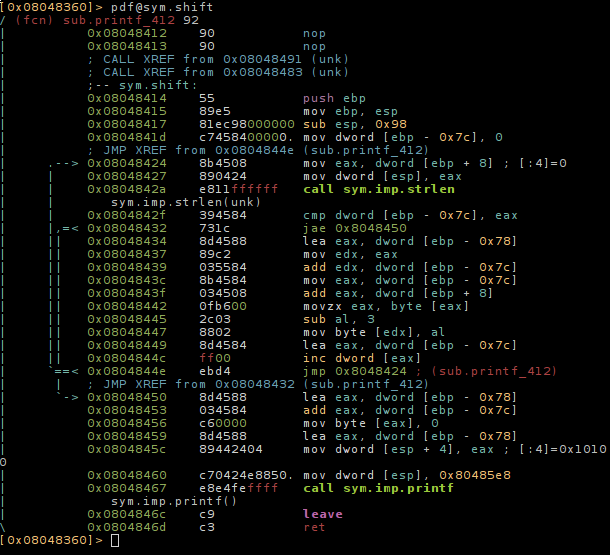 [0x08048360]> pdf@sym.shift
/ (fcn) sub.printf_412 92
| 0x08048412 90 nop
| 0x08048413 90 nop
| ; CALL XREF from 0x08048491 (unk)
| ; CALL XREF from 0x08048483 (unk)
| ;-- sym.shift:
| 0x08048414 55 push ebp
| 0x08048415 89e5 mov ebp, esp
| 0x08048417 81ec98000000 sub esp, 0x98
| 0x0804841d c7458400000. mov dword [ebp - 0x7c], 0
| ; JMP XREF from 0x0804844e (sub.printf_412)
| .--> 0x08048424 8b4508 mov eax, dword [ebp + 8] ; [:4]=0
| | 0x08048427 890424 mov dword [esp], eax
| | 0x0804842a e811ffffff call sym.imp.strlen
| | sym.imp.strlen(unk)
| | 0x0804842f 394584 cmp dword [ebp - 0x7c], eax
| |,=< 0x08048432 731c jae 0x8048450
| || 0x08048434 8d4588 lea eax, dword [ebp - 0x78]
| || 0x08048437 89c2 mov edx, eax
| || 0x08048439 035584 add edx, dword [ebp - 0x7c]
| || 0x0804843c 8b4584 mov eax, dword [ebp - 0x7c]
| || 0x0804843f 034508 add eax, dword [ebp + 8]
| || 0x08048442 0fb600 movzx eax, byte [eax]
| || 0x08048445 2c03 sub al, 3
| || 0x08048447 8802 mov byte [edx], al
| || 0x08048449 8d4584 lea eax, dword [ebp - 0x7c]
| || 0x0804844c ff00 inc dword [eax]
| `==< 0x0804844e ebd4 jmp 0x8048424 ; (sub.printf_412)
| | ; JMP XREF from 0x08048432 (sub.printf_412)
| `-> 0x08048450 8d4588 lea eax, dword [ebp - 0x78]
| 0x08048453 034584 add eax, dword [ebp - 0x7c]
| 0x08048456 c60000 mov byte [eax], 0
| 0x08048459 8d4588 lea eax, dword [ebp - 0x78]
| 0x0804845c 89442404 mov dword [esp + 4], eax ; [:4]=0x1010
0
| 0x08048460 c70424e8850. mov dword [esp], 0x80485e8
| 0x08048467 e8e4feffff call sym.imp.printf
| sym.imp.printf()
| 0x0804846c c9 leave
\ 0x0804846d c3 ret
[0x08048360]>